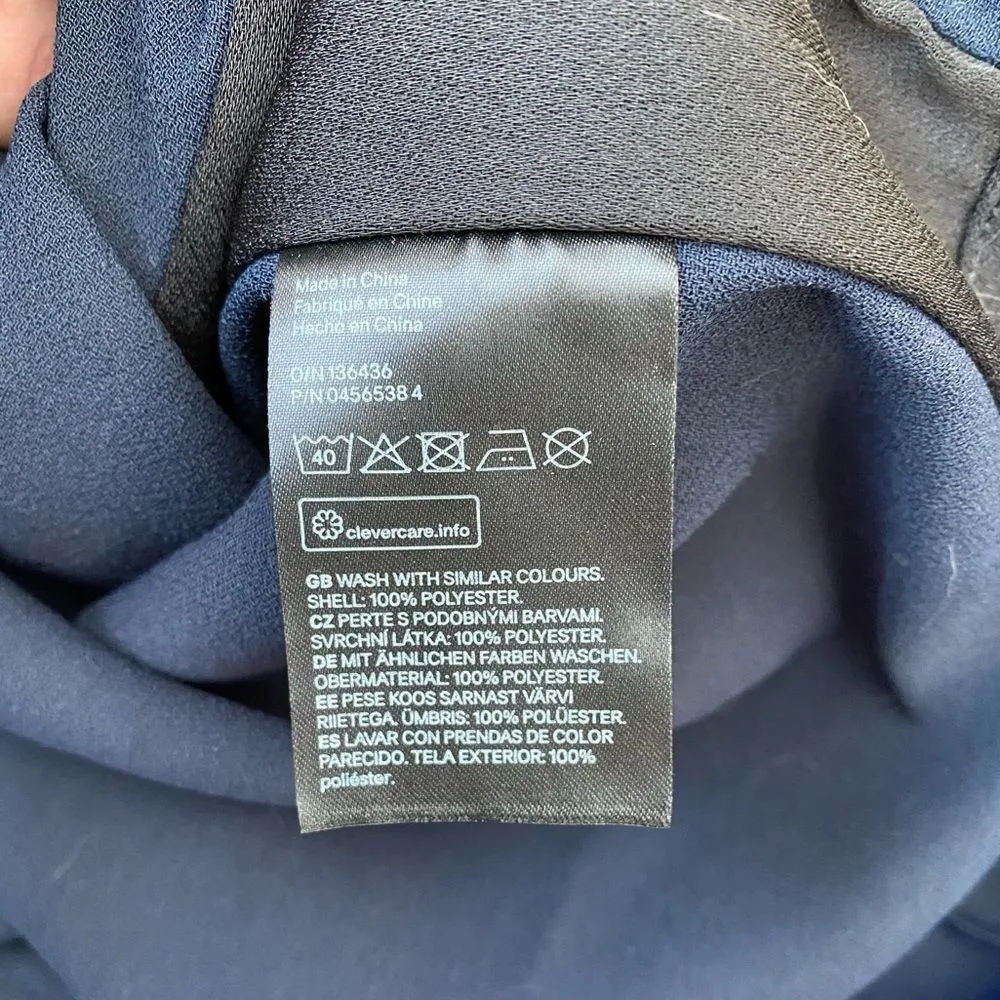 Made in China
Fabriqué en Chine
Hecho en China
O/N 136436
P/N 0456538 4
40
clevercare.info
GB WASH WITH SIMILAR COLOURS.
SHELL: 100% POLYESTER.
CZ PERTE S PODOBNÝMI BARVAMI.
SVRCHNÍ LÁTKA: 100% POLYESTER.
DE MIT ÄHNLICHEN FARBEN WASCHEN.
OBERMATERIAL: 100% POLYESTER.
EE PESE KOOS SARNAST VÄRVI
RIIETEGA. ÜMBRIS: 100% POLÜESTER.
ES LAVAR CON PRENDAS DE COLOR
PARECIDO. TELA EXTERIOR: 100%
poliéster.